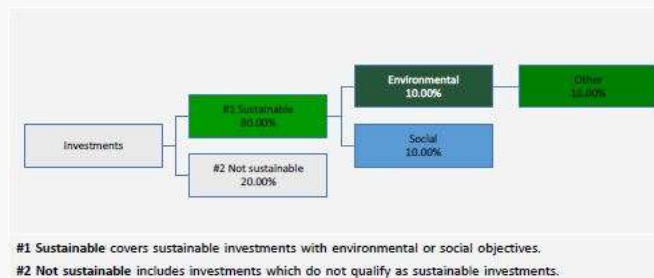 Environmental
10.00%
Other
10.00%
#1 Sustainable
80.00%
Social
10.00%
Investments
#2 Not sustainable
20.00%
#1 Sustainable covers sustainable investments with environmental or social objectives.
#2 Not sustainable includes investments which do not qualify as sustainable investments.